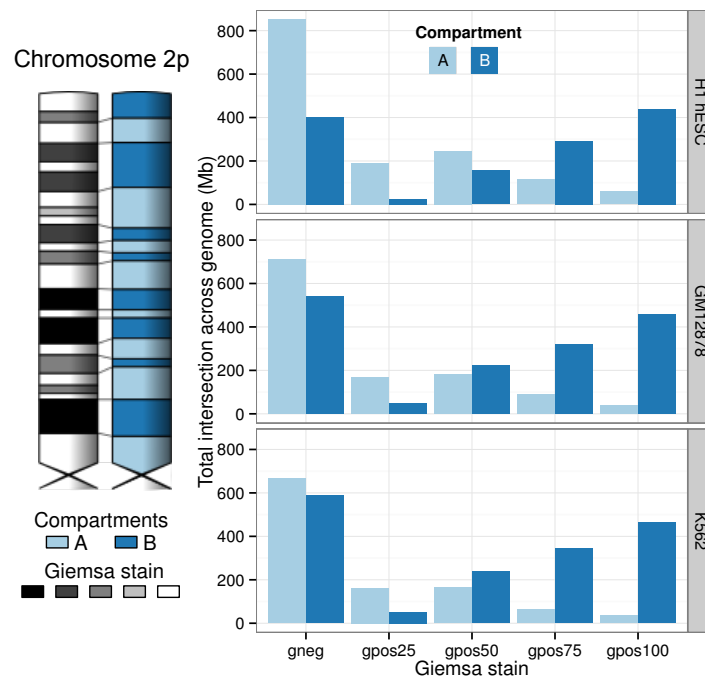 Chromosome 2p
Compartments
A B
Giemsa stain
Total intersection across genome (Mb)
Compartment
A B
800
600
400
200
0
H1 hESC
800
600
400
200
0
GM12878
800
600
400
200
0
K562
gneg gpos25 gpos50 gpos75 gpos100
Giemsa stain